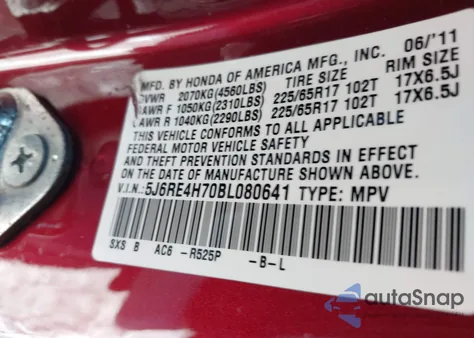 MFD. BY HONDA OF AMERICA MFG., INC. 06/'11
GVWR 2070KG(4560LBS) TIRE SIZE RIM SIZE
GAWR F 1050KG(2310LBS) 225/65R17 102T 17X6.5J
GAWR R 1040KG(2290LBS) 225/65R17 102T 17X6.5J
THIS VEHICLE CONFORMS TO ALL APPLICABLE
FEDERAL MOTOR VEHICLE SAFETY
AND THEFT PREVENTION STANDARDS IN EFFECT
ON THE DATE OF MANUFACTURE SHOWN ABOVE.
V.I.N.: 5J6RE4H70BL080641 TYPE: MPV
SXS B AC6 -R525P -B-L
autoSnap